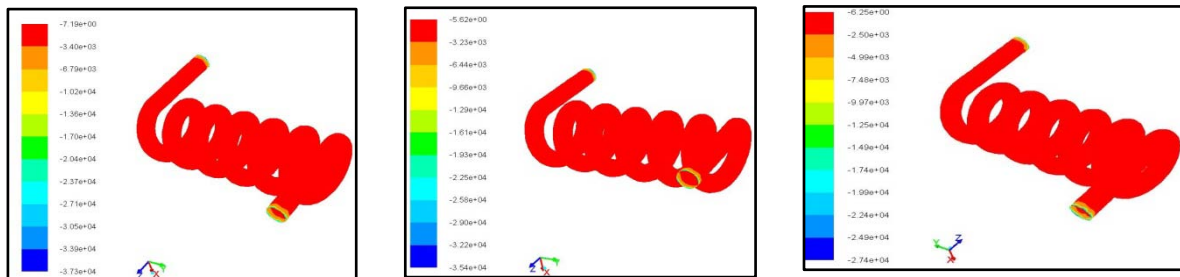 -7.19e+00
-3.40e+03
-6.79e+03
-1.02e+04
-1.36e+04
-1.70e+04
-2.04e+04
-2.37e+04
-2.71e+04
-3.05e+04
-3.39e+04
-3.73e+04
Z Y
X
-5.62e+00
-3.23e+03
-6.44e+03
-9.66e+03
-1.29e+04
-1.61e+04
-1.93e+04
-2.25e+04
-2.58e+04
-2.90e+04
-3.22e+04
-3.54e+04
Z Y
X
-6.25e+00
-2.50e+03
-4.99e+03
-7.48e+03
-9.97e+03
-1.25e+04
-1.49e+04
-1.74e+04
-1.99e+04
-2.24e+04
-2.49e+04
-2.74e+04
Y Z
X